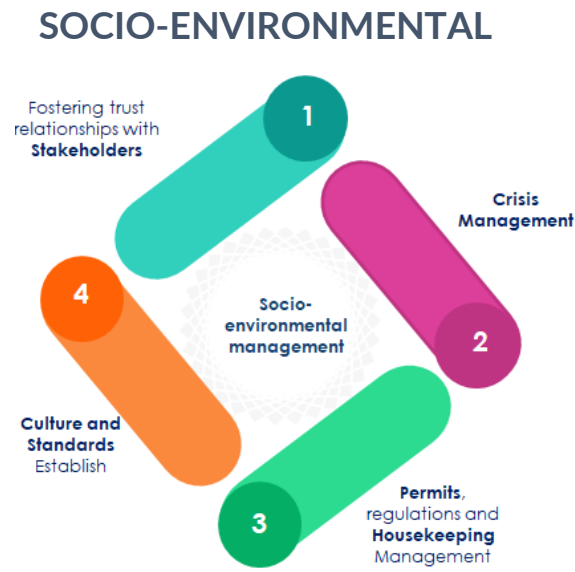 SOCIO-ENVIRONMENTAL
Fostering trust
relationships with
Stakeholders
1
Crisis
Management
2
Socio-
environmental
management
4
Culture and
Standards
Establish
3
Permits,
regulations and
Housekeeping
Management